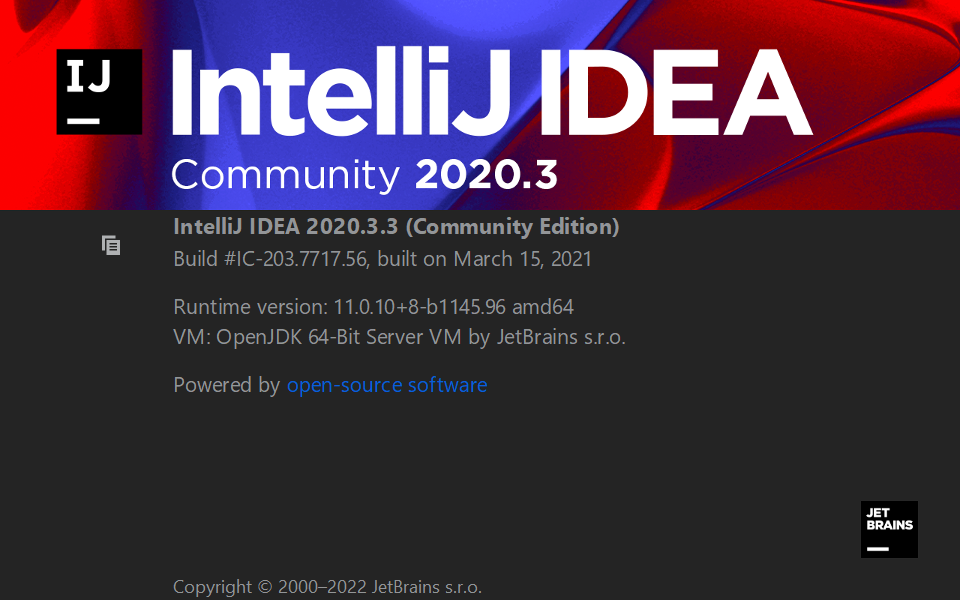 IJ
IntelliJ IDEA
Community 2020.3
IntelliJ IDEA 2020.3.3 (Community Edition)
Build #IC-203.7717.56, built on March 15, 2021
Runtime version: 11.0.10+8-b1145.96 amd64
VM: OpenJDK 64-Bit Server VM by JetBrains s.r.o.
Powered by open-source software
JET
BRAINS
Copyright © 2000–2022 JetBrains s.r.o.